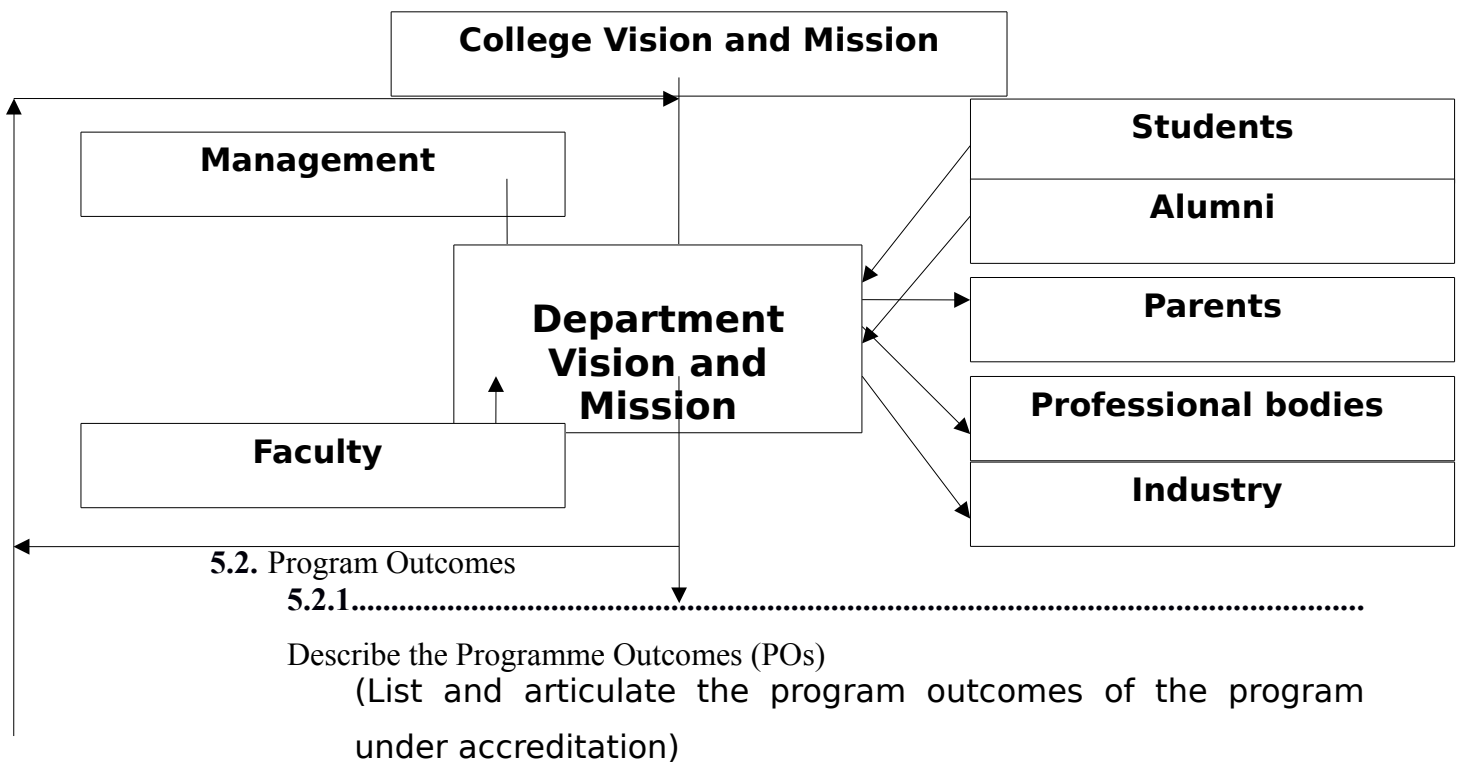 College Vision and Mission
Students
Management
Alumni
Parents
Department
Vision and
Mission
Professional bodies
Faculty
Industry
5.2. Program Outcomes
5.2.1...............................................................................................................................
Describe the Programme Outcomes (POs)
(List and articulate the program outcomes of the program
under accreditation)